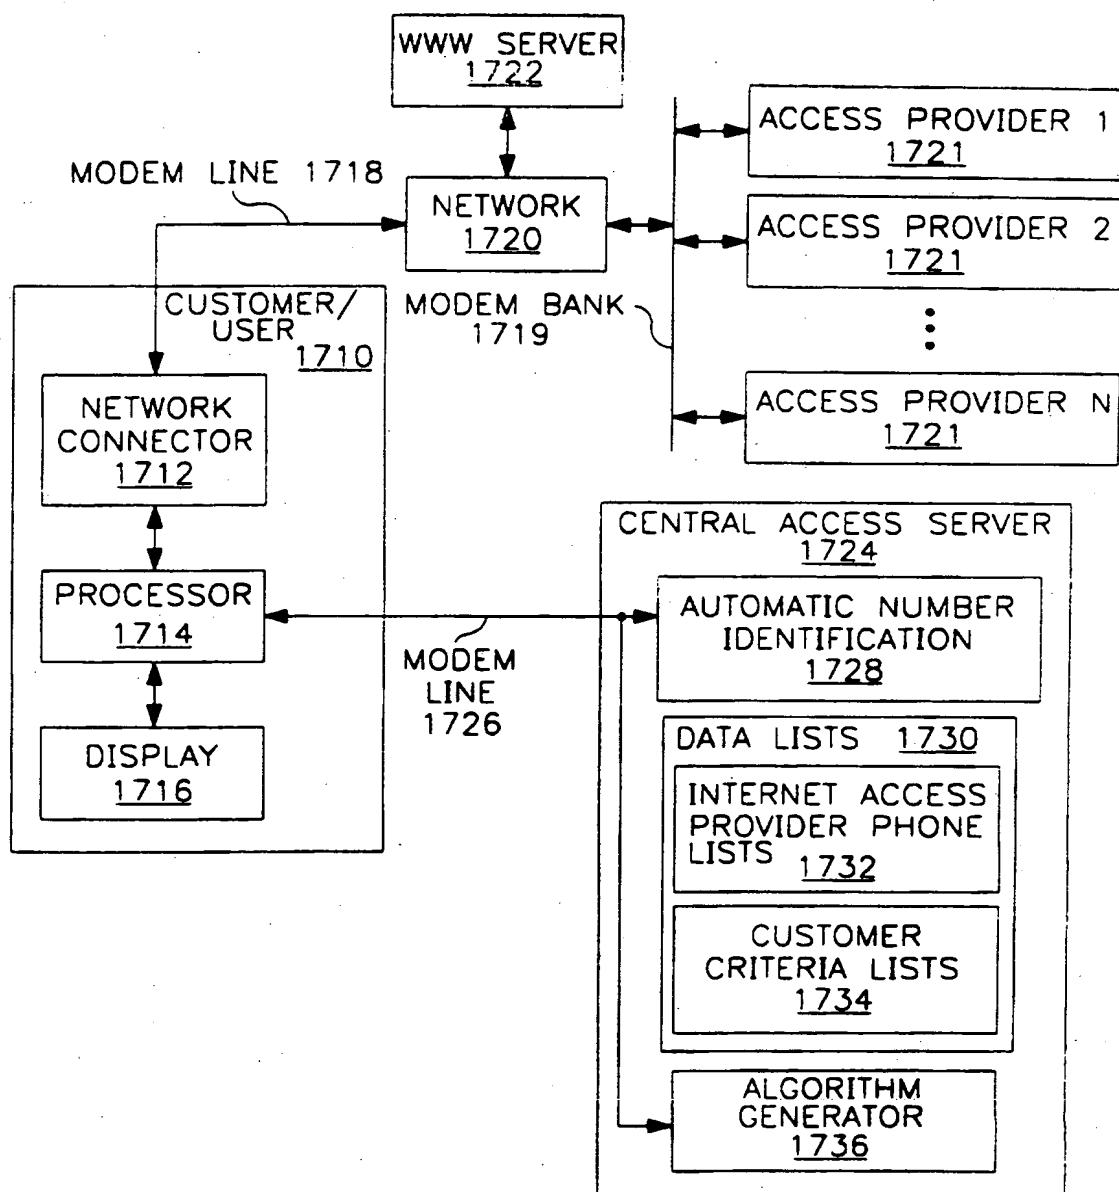 WWW SERVER
1722
ACCESS PROVIDER 1
1721
MODEM LINE 1718
NETWORK
1720
ACCESS PROVIDER 2
1721
MODEM BANK
1719
ACCESS PROVIDER N
1721
CUSTOMER/
USER
1710
NETWORK
CONNECTOR
1712
PROCESSOR
1714
DISPLAY
1716
MODEM
LINE
1726
CENTRAL ACCESS SERVER
1724
AUTOMATIC NUMBER
IDENTIFICATION
1728
DATA LISTS 1730
INTERNET ACCESS
PROVIDER PHONE
LISTS
1732
CUSTOMER
CRITERIA LISTS
1734
ALGORITHM
GENERATOR
1736